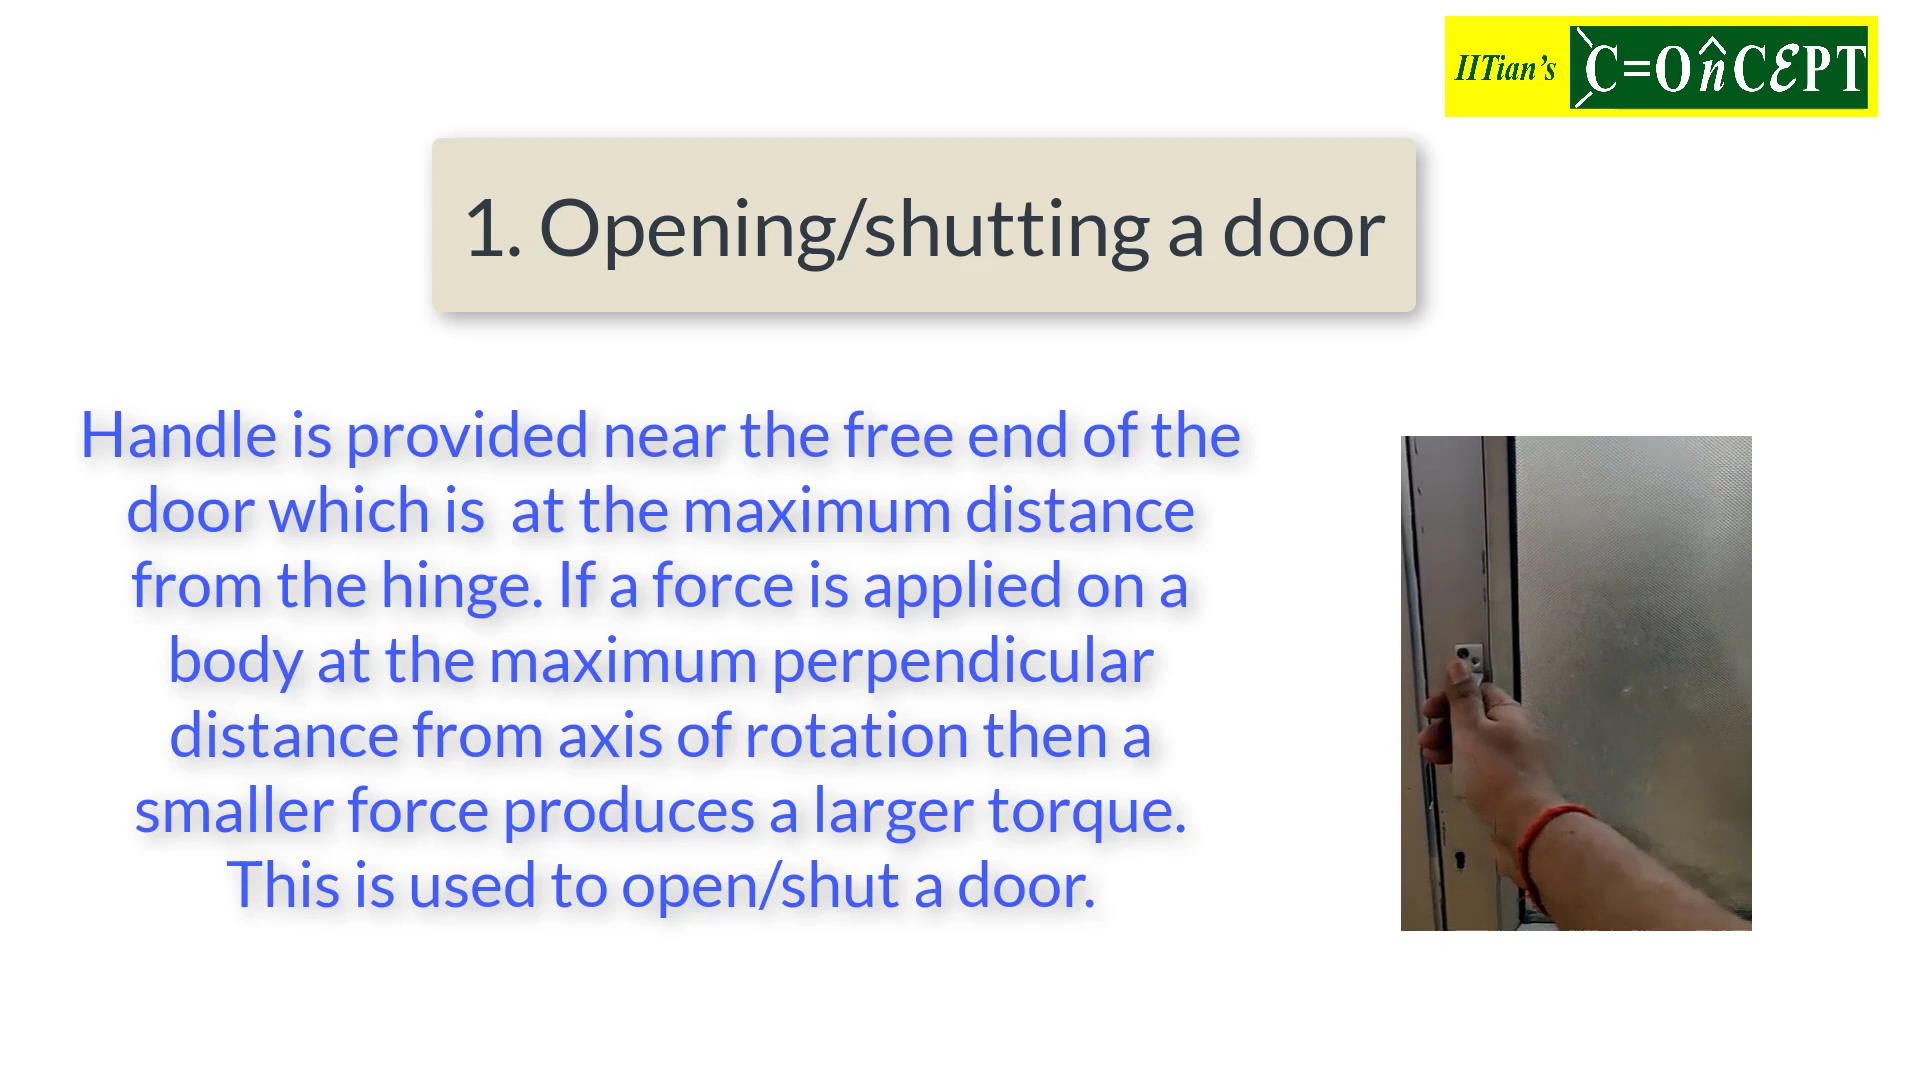 IITian's C=On̂CƐPT
1. Opening/shutting a door
Handle is provided near the free end of the
door which is  at the maximum distance
from the hinge. If a force is applied on a
body at the maximum perpendicular
distance from axis of rotation then a
smaller force produces a larger torque.
This is used to open/shut a door.